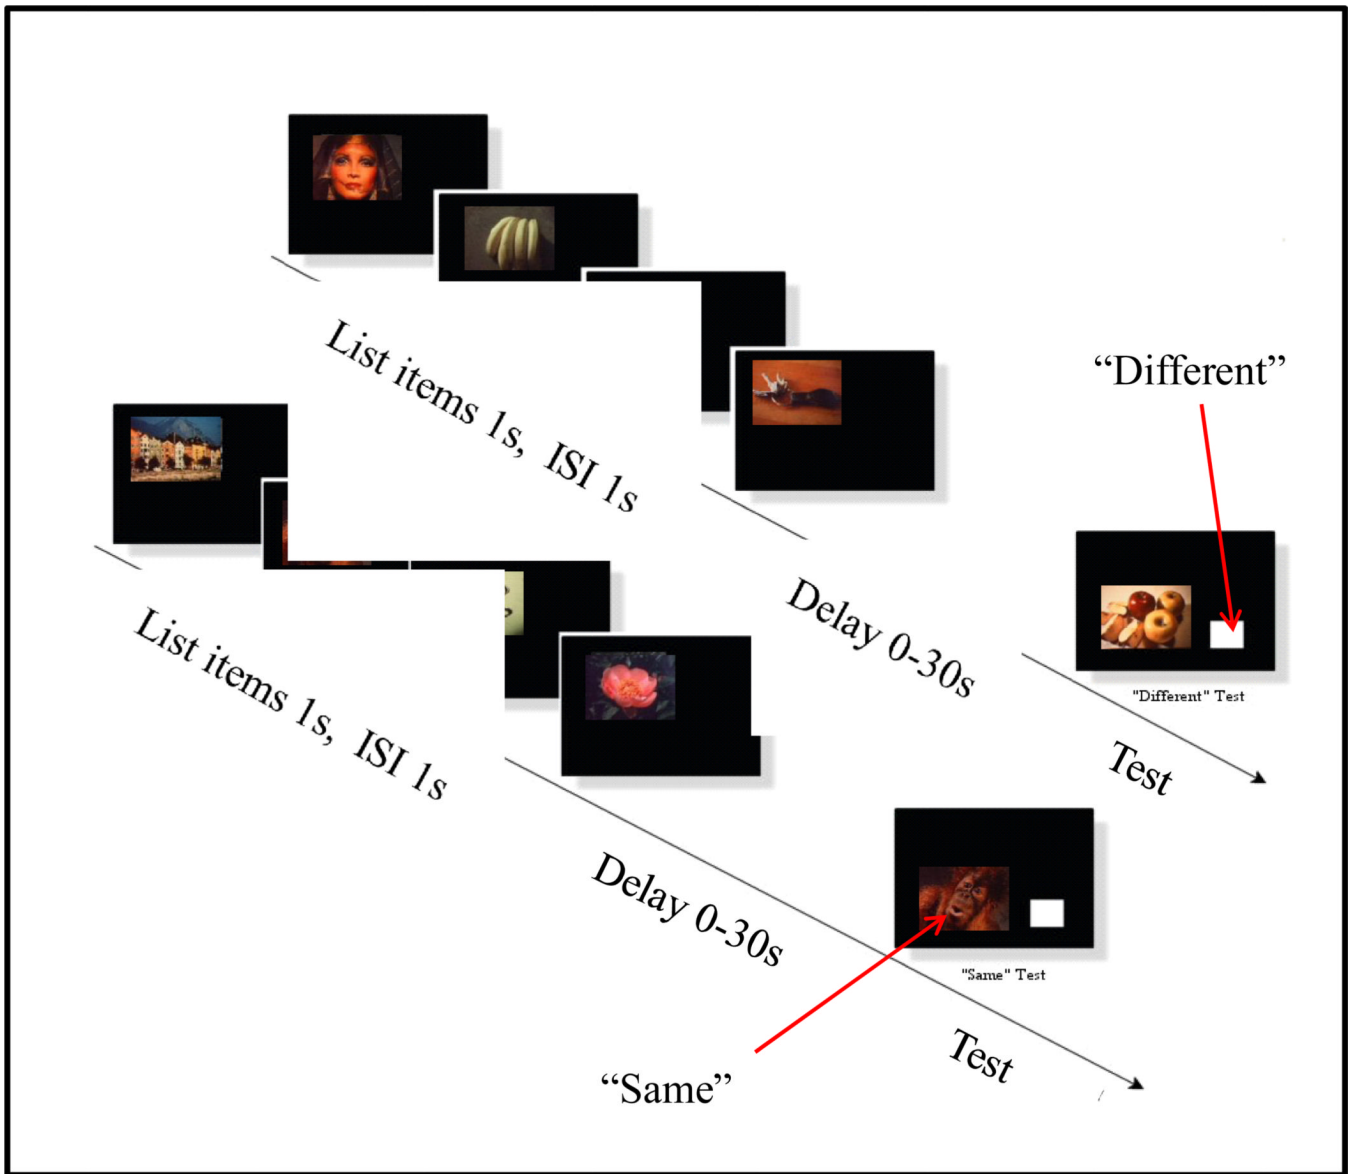 List items 1s, ISI 1s
“Different”
Delay 0-30s
"Different" Test
Test
List items 1s, ISI 1s
Delay 0-30s
"Same" Test
Test
“Same”